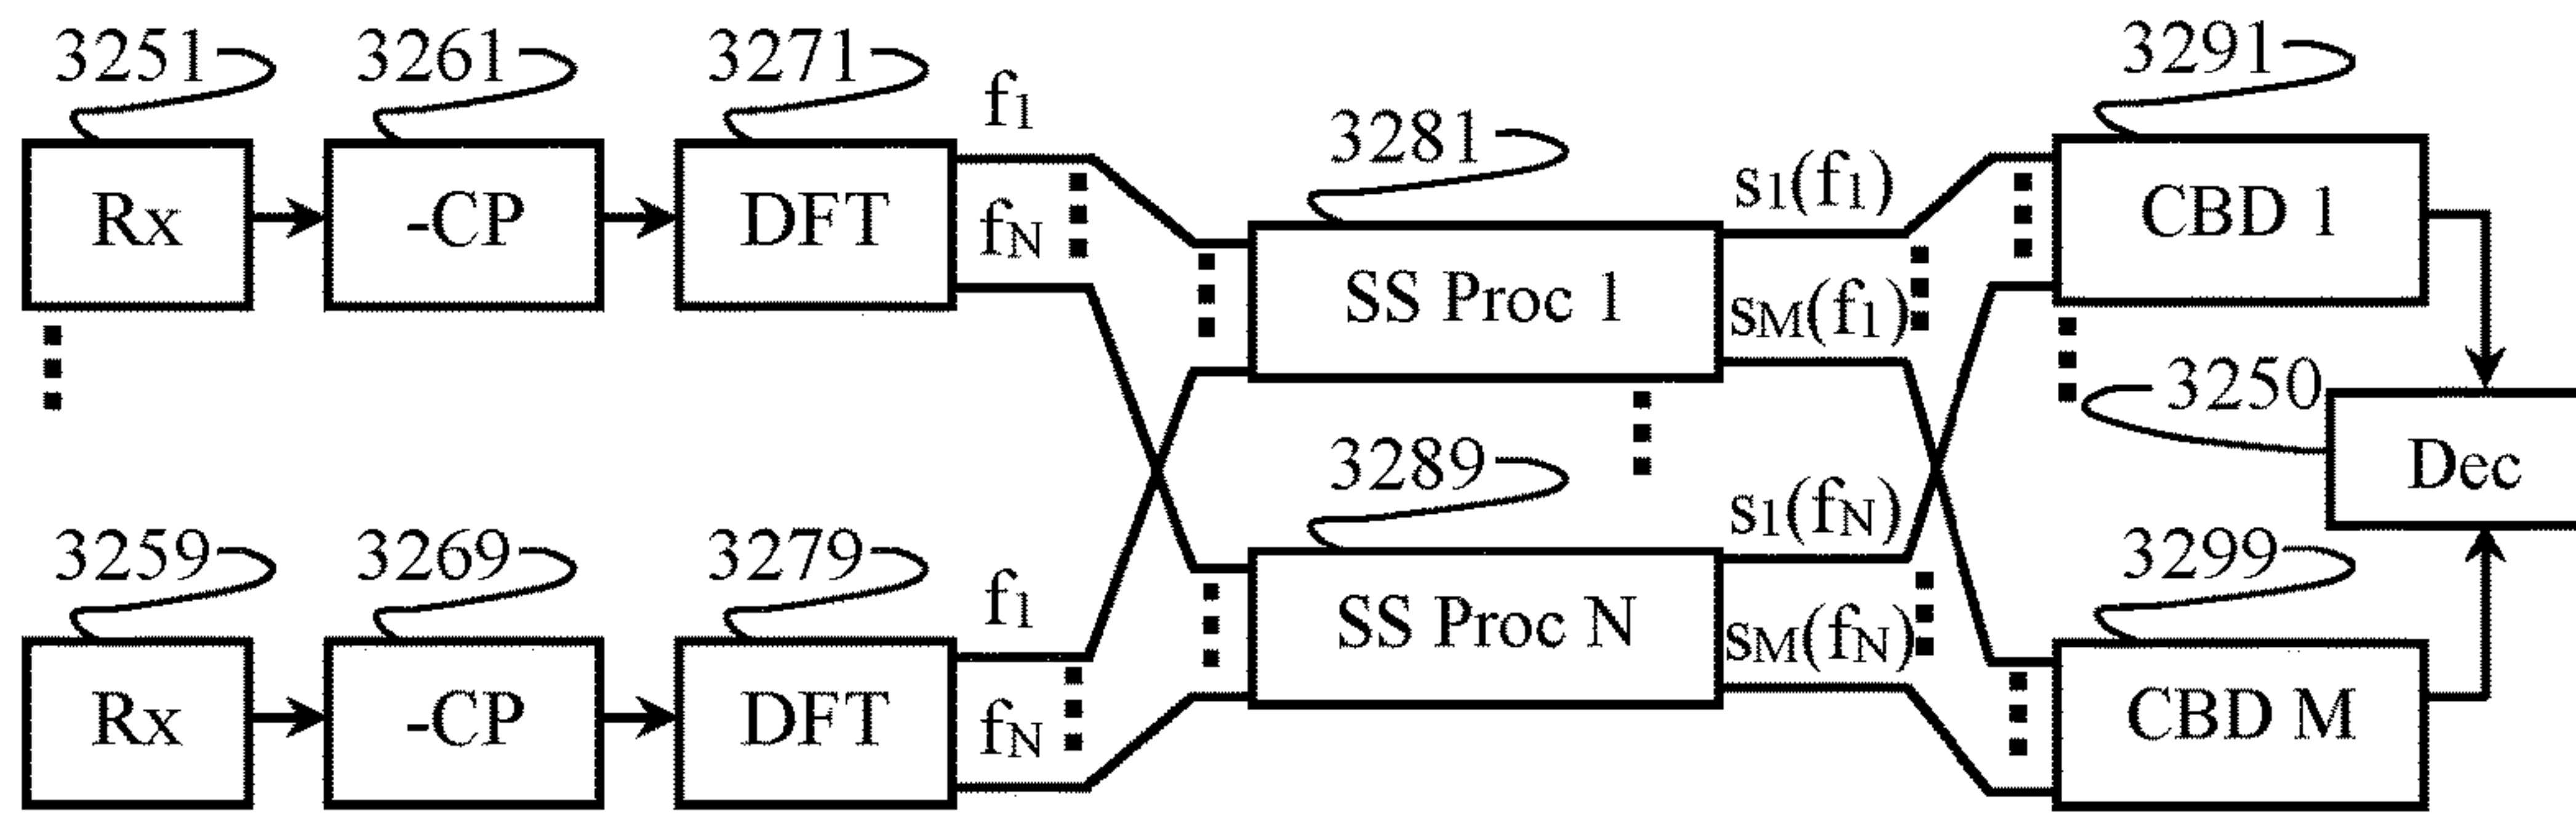 3251 3261 3271 3291
f1 3281
Rx -CP DFT s1(f1) CBD 1
fN SS Proc 1 sM(f1)
3250
3259 3269 3279 3289 s1(fN) Dec
f1 3299
Rx -CP DFT SS Proc N sM(fN) CBD M
fN